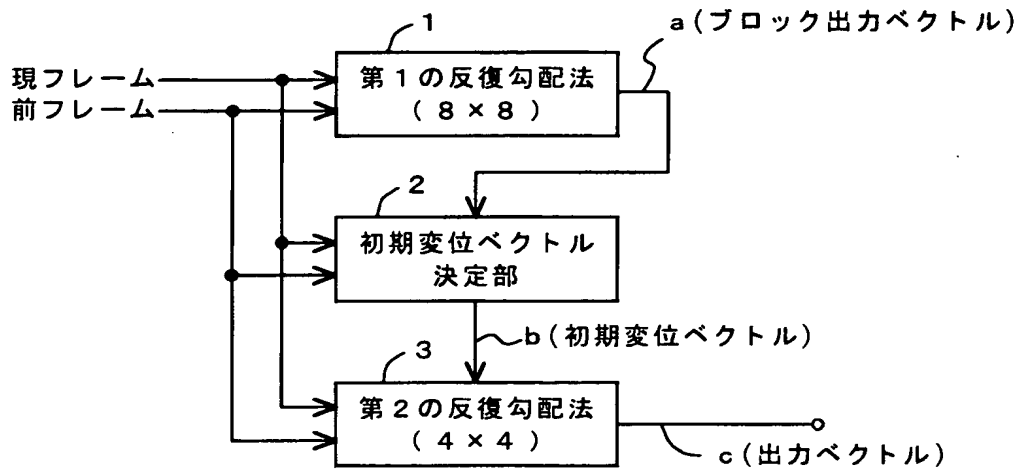 1
a(ブロック出力ベクトル)
現フレーム
前フレーム
第1の反復勾配法
(8×8)
2
初期変位ベクトル
決定部
b(初期変位ベクトル)
3
第2の反復勾配法
(4×4)
c(出力ベクトル)